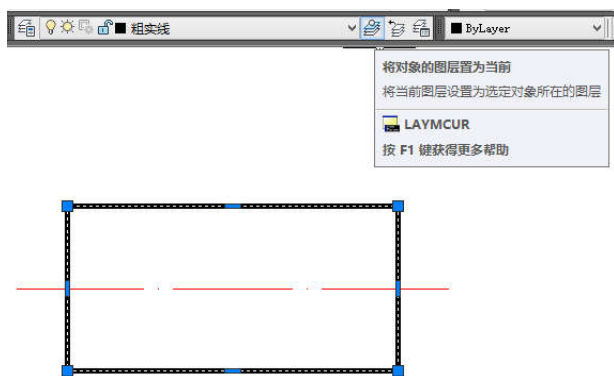 粗实线
ByLayer
将对象的图层置为当前
将当前图层设置为选定对象所在的图层
LAYMCUR
按 F1 键获得更多帮助